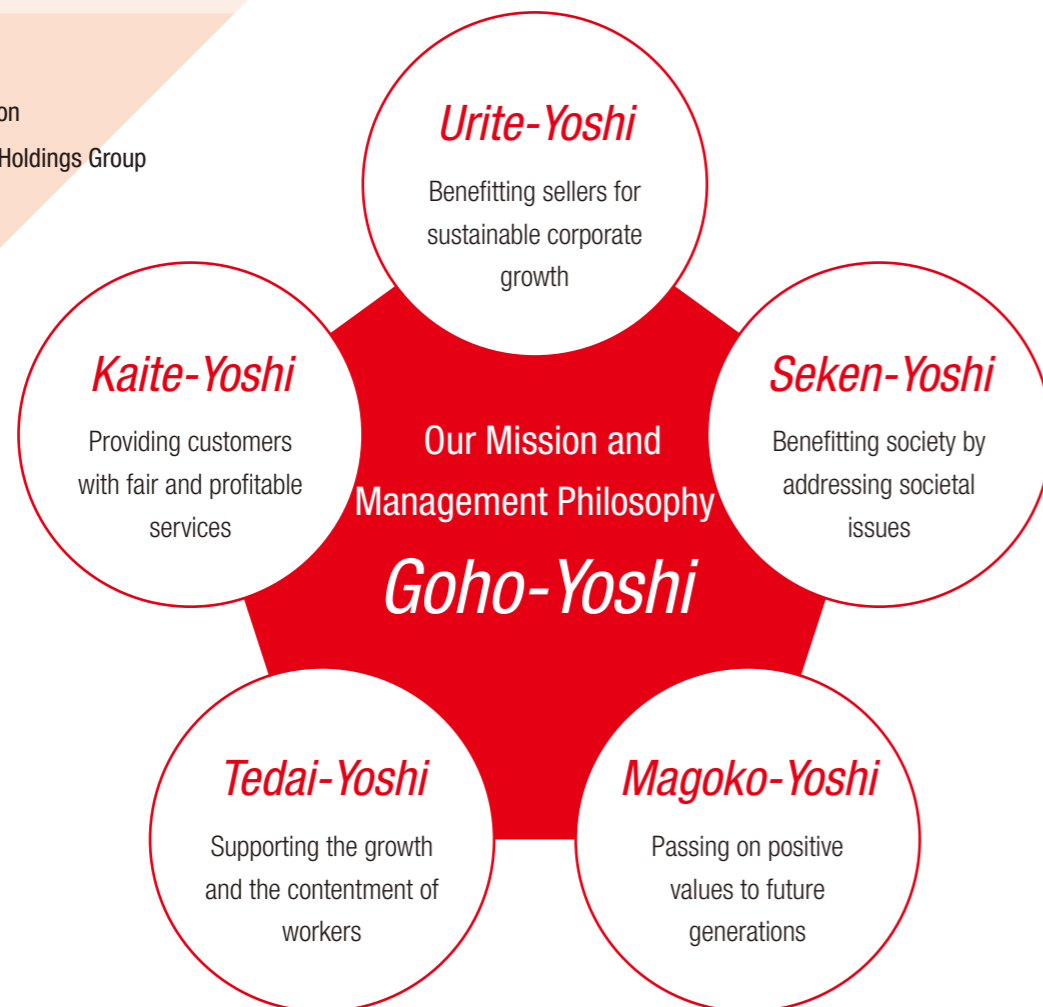 on
Holdings Group
Urite-Yoshi
Benefitting sellers for
sustainable corporate
growth
Kaite-Yoshi
Providing customers
with fair and profitable
services
Seken-Yoshi
Benefitting society by
addressing societal
issues
Our Mission and
Management Philosophy
Goho-Yoshi
Tedai-Yoshi
Supporting the growth
and the contentment of
workers
Magoko-Yoshi
Passing on positive
values to future
generations